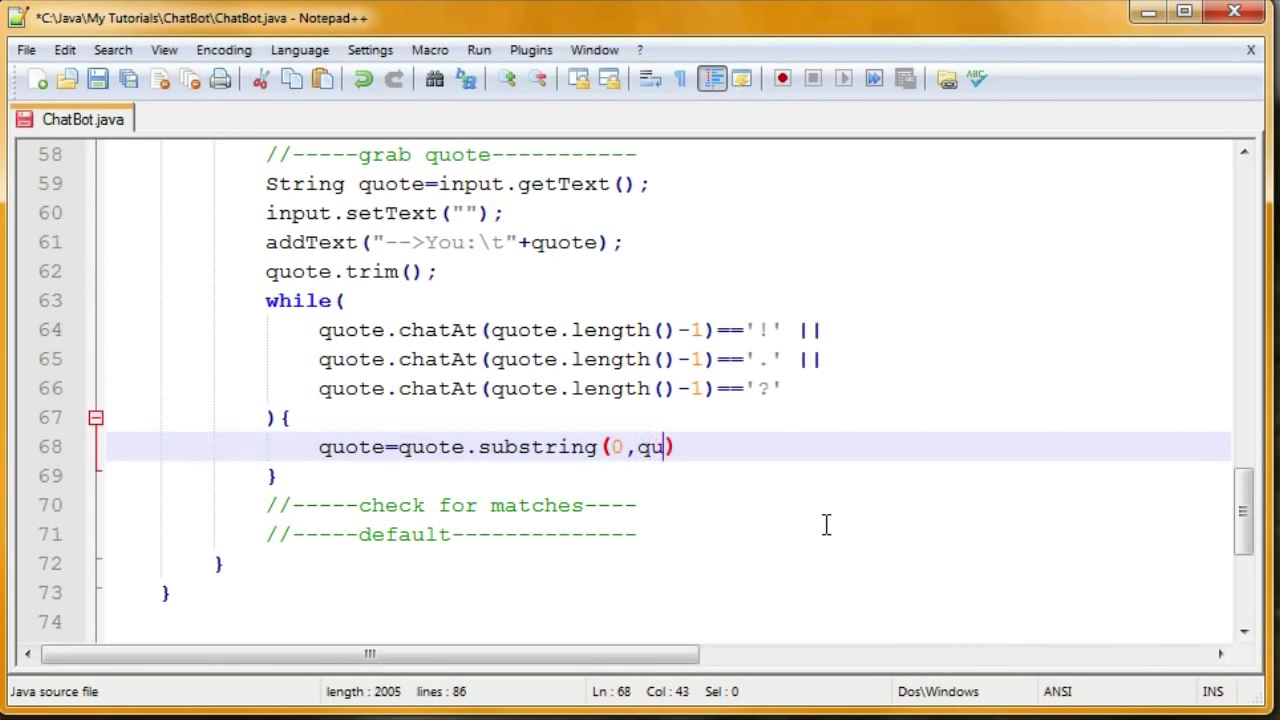 *C:\Java\My Tutorials\ChatBot\ChatBot.java - Notepad++
File Edit Search View Encoding Language Settings Macro Run Plugins Window ? X
ABC
ChatBot.java
58 //-----grab quote-----------
59 String quote=input.getText();
60 input.setText("");
61 addText("-->You:\t"+quote);
62 quote.trim();
63 while(
64 quote.chatAt(quote.length()-1)=='!' ||
65 quote.chatAt(quote.length()-1)=='.' ||
66 quote.chatAt(quote.length()-1)=='?'
67 ){
68 quote=quote.substring(0,qu)
69 }
70 //-----check for matches----
71 //-----default--------------
72 }
73 }
74
Java source file length : 2005 lines : 86 Ln : 68 Col : 43 Sel : 0 Dos\Windows ANSI INS